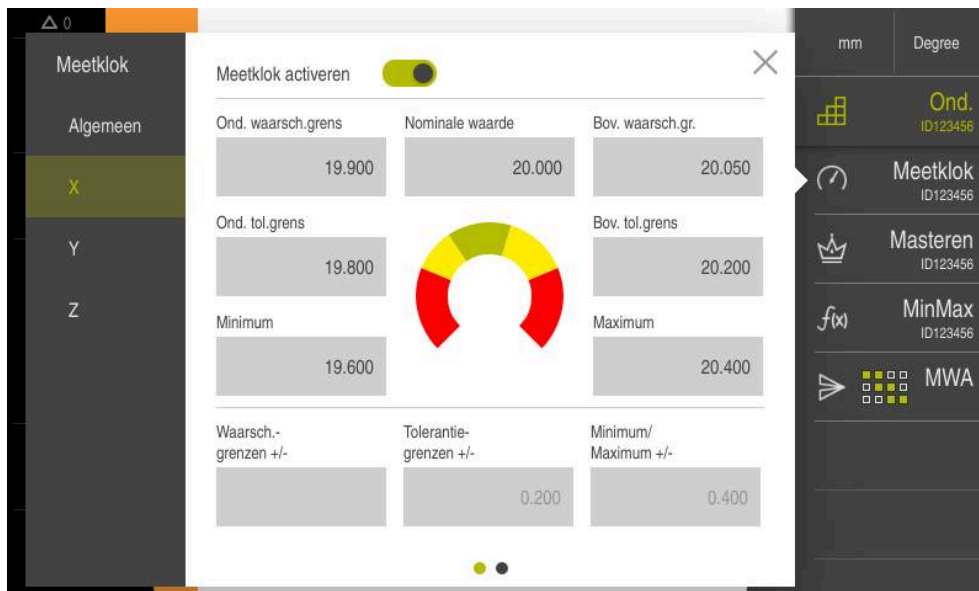 0
Meetklok
Algemeen
X
Y
Z
Meetklok activeren
Ond. waarsch.grens
Nominale waarde
Bov. waarsch.gr.
19.900
20.000
20.050
Ond. tol.grens
Bov. tol.grens
19.800
20.200
Minimum
Maximum
19.600
20.400
Waarsch.-
grenzen +/-
Tolerantie-
grenzen +/-
Minimum/
Maximum +/-
0.200
0.400
mm
Degree
Ond.
ID123456
Meetklok
ID123456
Masteren
ID123456
f(x)
MinMax
ID123456
MWA